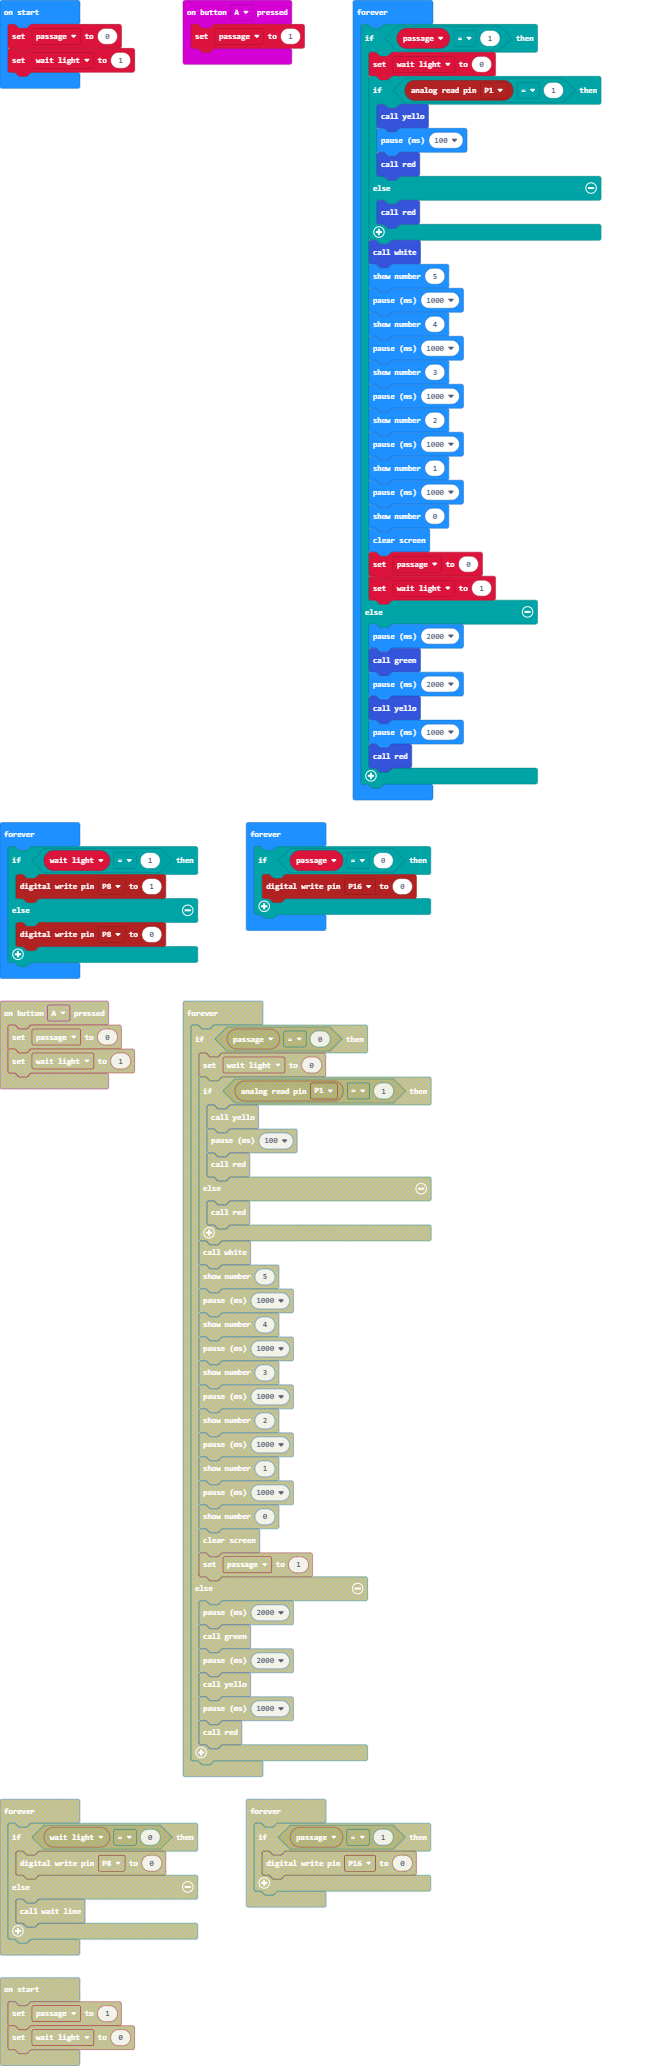 on start
set passage to 0
set wait light to 1
on button A pressed
set passage to 1
forever
if passage = 1 then
set wait light to 0
if analog read pin P1 = 1 then
call yello
pause (ms) 100
call red
else
call red
call white
show number 5
pause (ms) 1000
show number 4
pause (ms) 1000
show number 3
pause (ms) 1000
show number 2
pause (ms) 1000
show number 1
pause (ms) 1000
show number 0
clear screen
set passage to 0
set wait light to 1
else
pause (ms) 2000
call green
pause (ms) 2000
call yello
pause (ms) 1000
call red
forever
if wait light = 1 then
digital write pin P8 to 1
else
digital write pin P8 to 0
forever
if passage = 0 then
digital write pin P16 to 0
on button A pressed
set passage to 0
set wait light to 1
forever
if passage = 0 then
set wait light to 0
if analog read pin P1 = 1 then
call yello
pause (ms) 100
call red
else
call red
call white
show number 5
pause (ms) 1000
show number 4
pause (ms) 1000
show number 3
pause (ms) 1000
show number 2
pause (ms) 1000
show number 1
pause (ms) 1000
show number 0
clear screen
set passage to 1
else
pause (ms) 2000
call green
pause (ms) 2000
call yello
pause (ms) 1000
call red
forever
if wait light = 0 then
digital write pin P8 to 0
else
call wait line
forever
if passage = 1 then
digital write pin P16 to 0
on start
set passage to 1
set wait light to 0